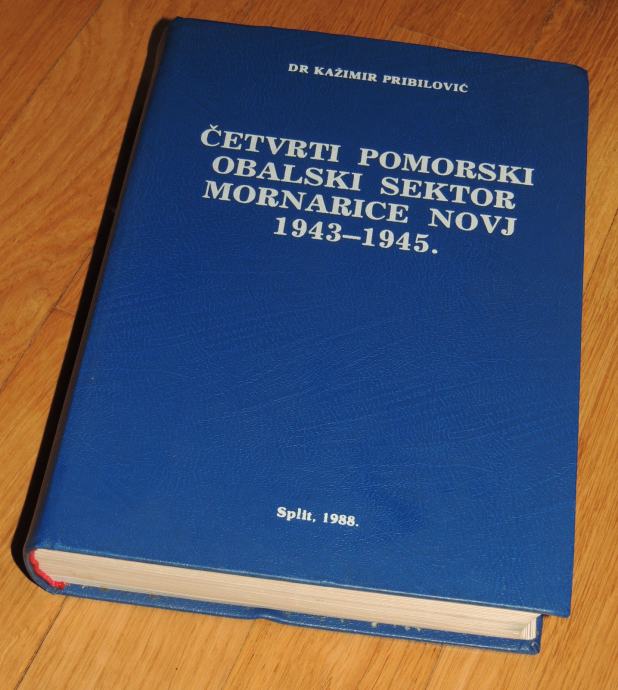 DR KAŽIMIR PRIBILOVIĆ
ČETVRTI POMORSKI
OBALSKI SEKTOR
MORNARICE NOVJ
1943–1945.
Split, 1988.